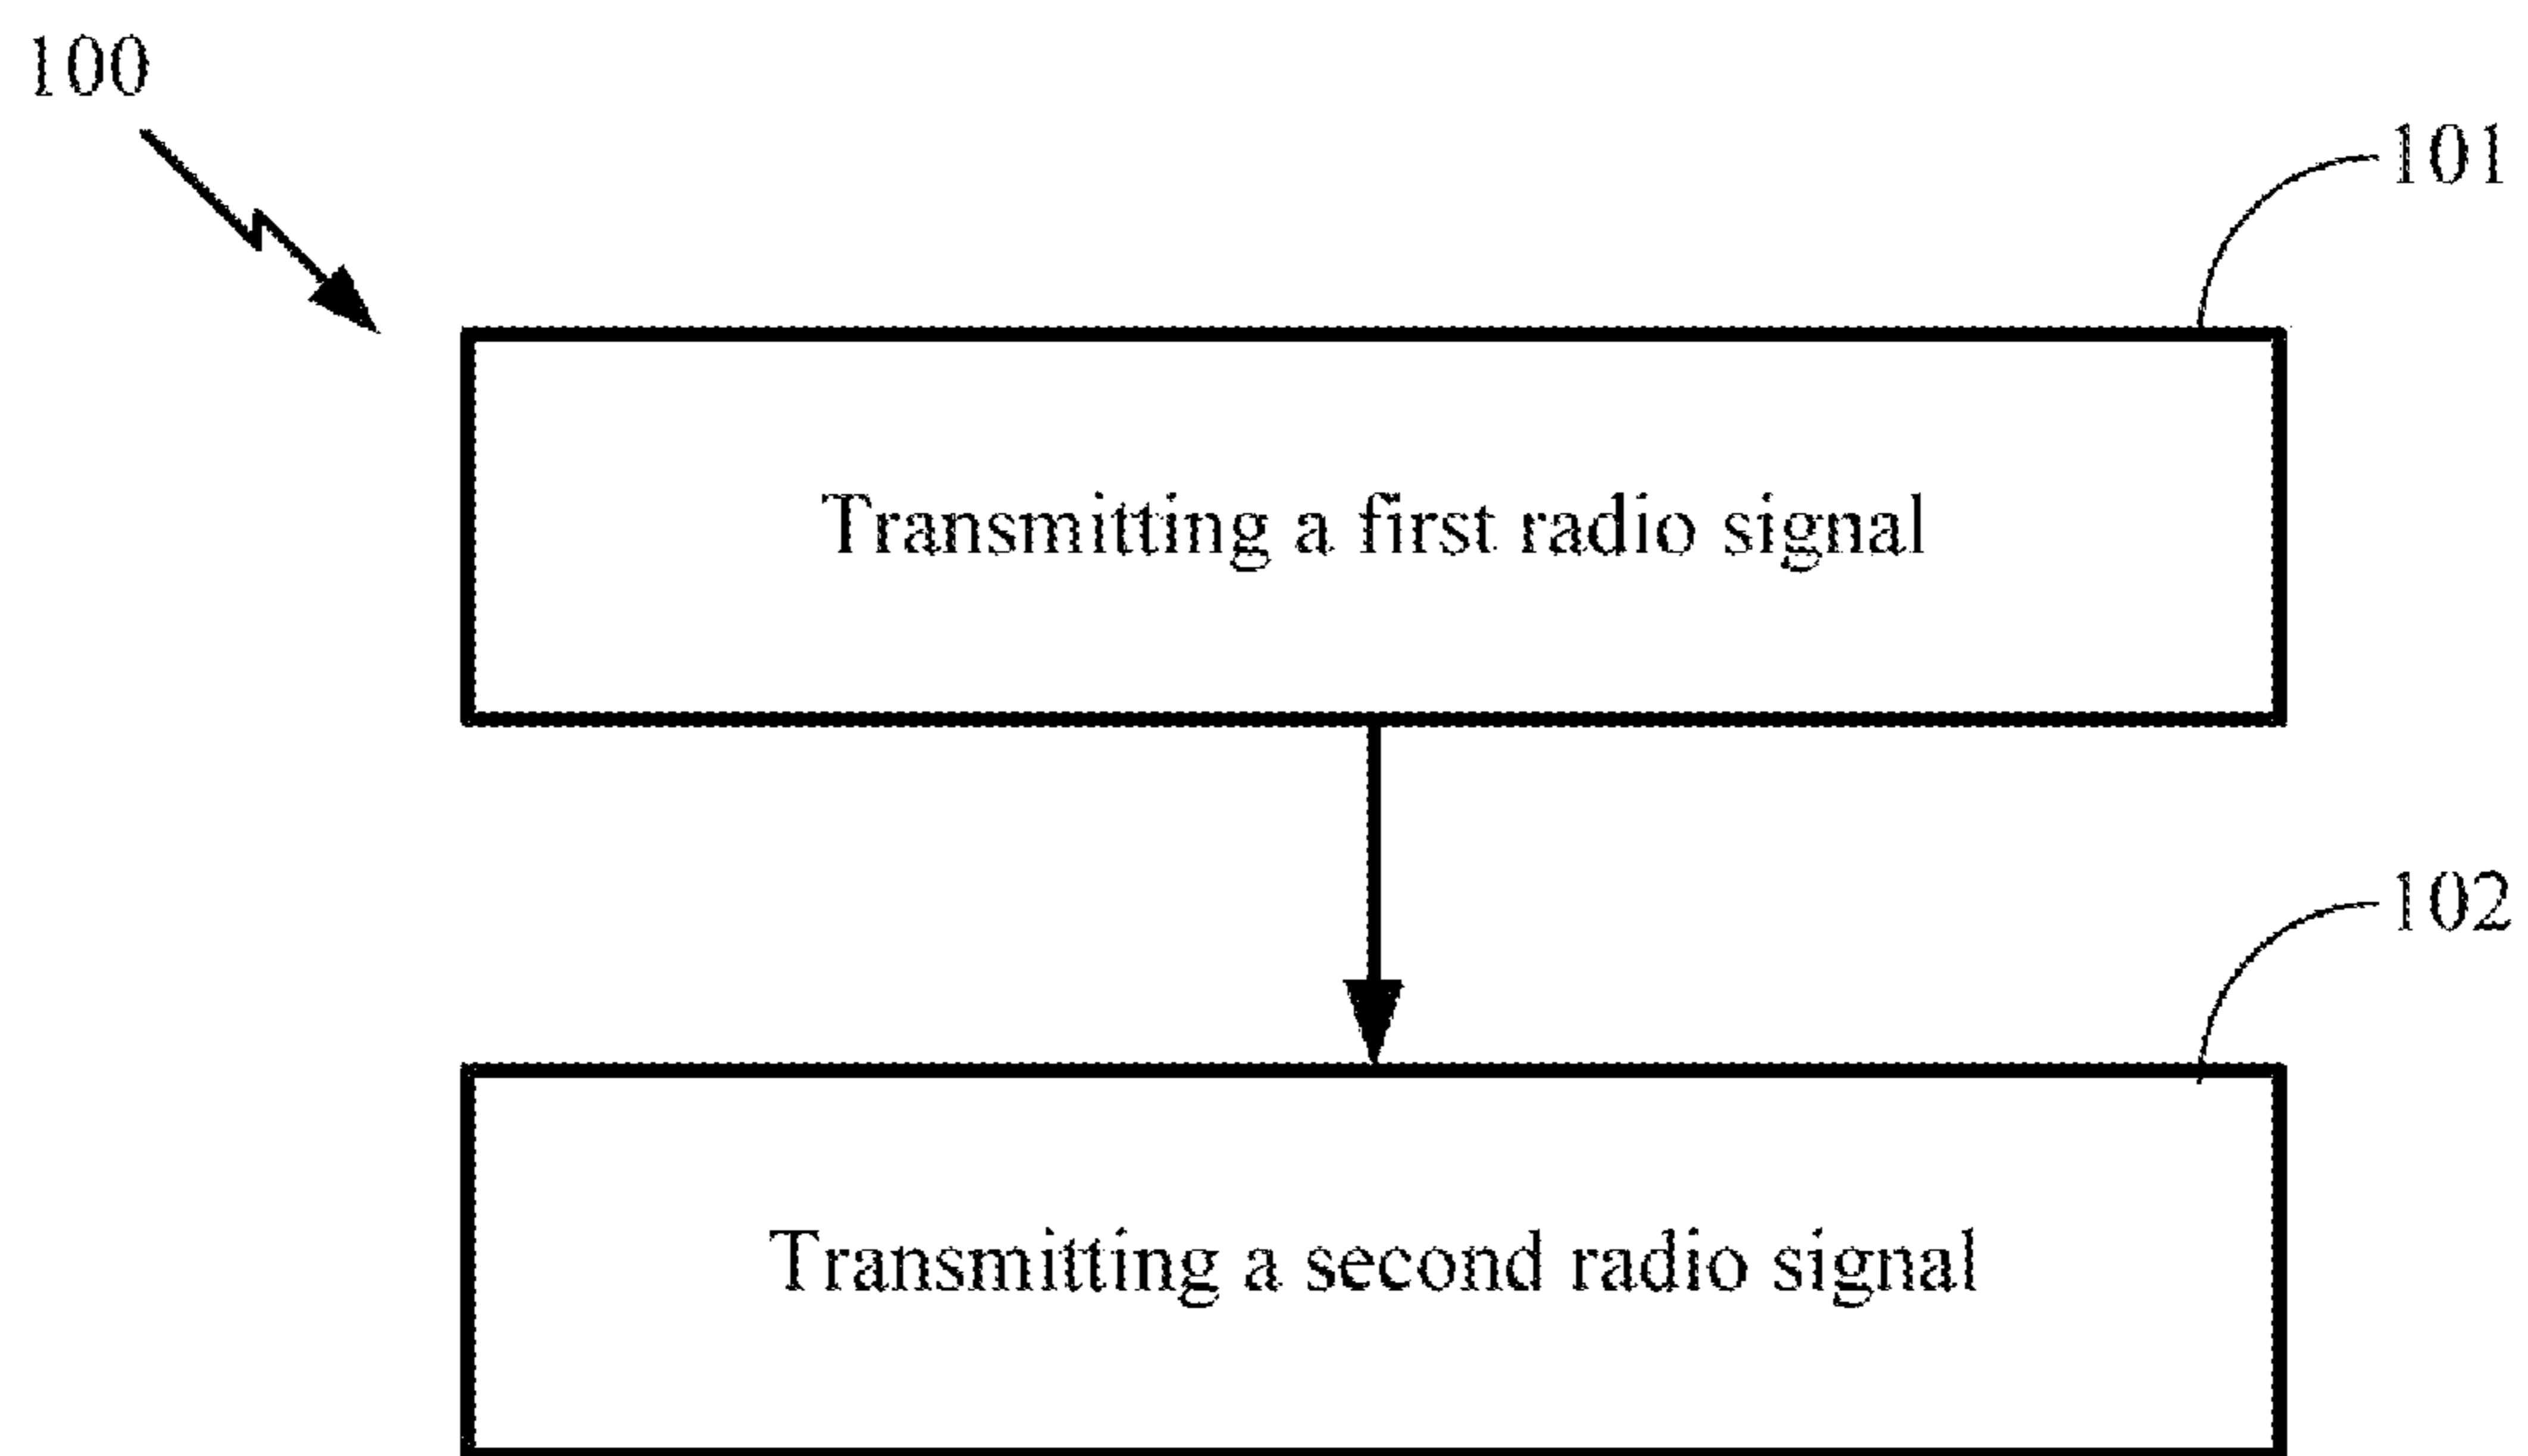 100
101
Transmitting a first radio signal
102
Transmitting a second radio signal